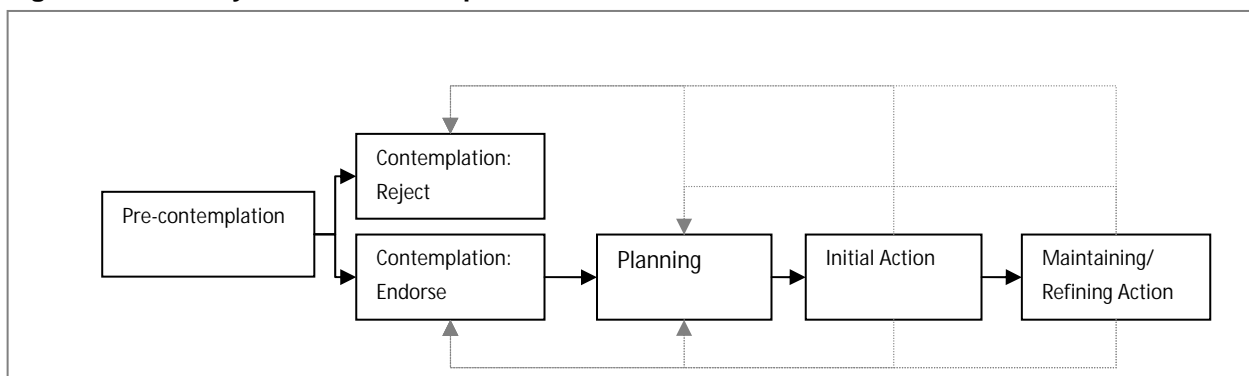 Contemplation:
Reject
Pre-contemplation
Contemplation:
Endorse
Planning
Initial Action
Maintaining/
Refining Action